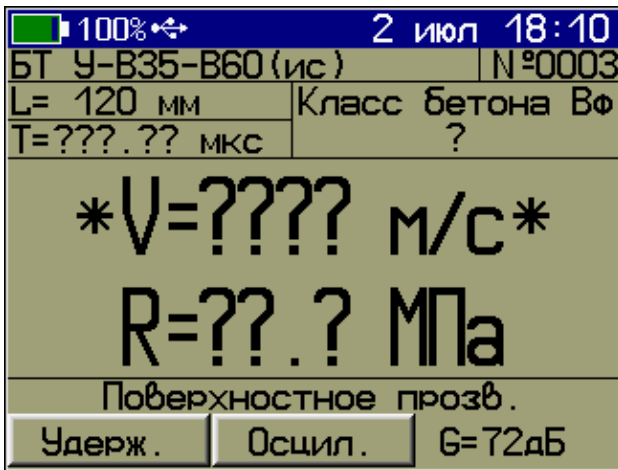 100% 2 июл 18:10
БТ У-В35-В60(ис) №0003
L= 120 мм Класс бетона Вф
T=???.?? мкс ?
*V=???? м/с*
R=??.? МПа
Поверхностное прозв.
Удерж. Осцил. G=72дБ